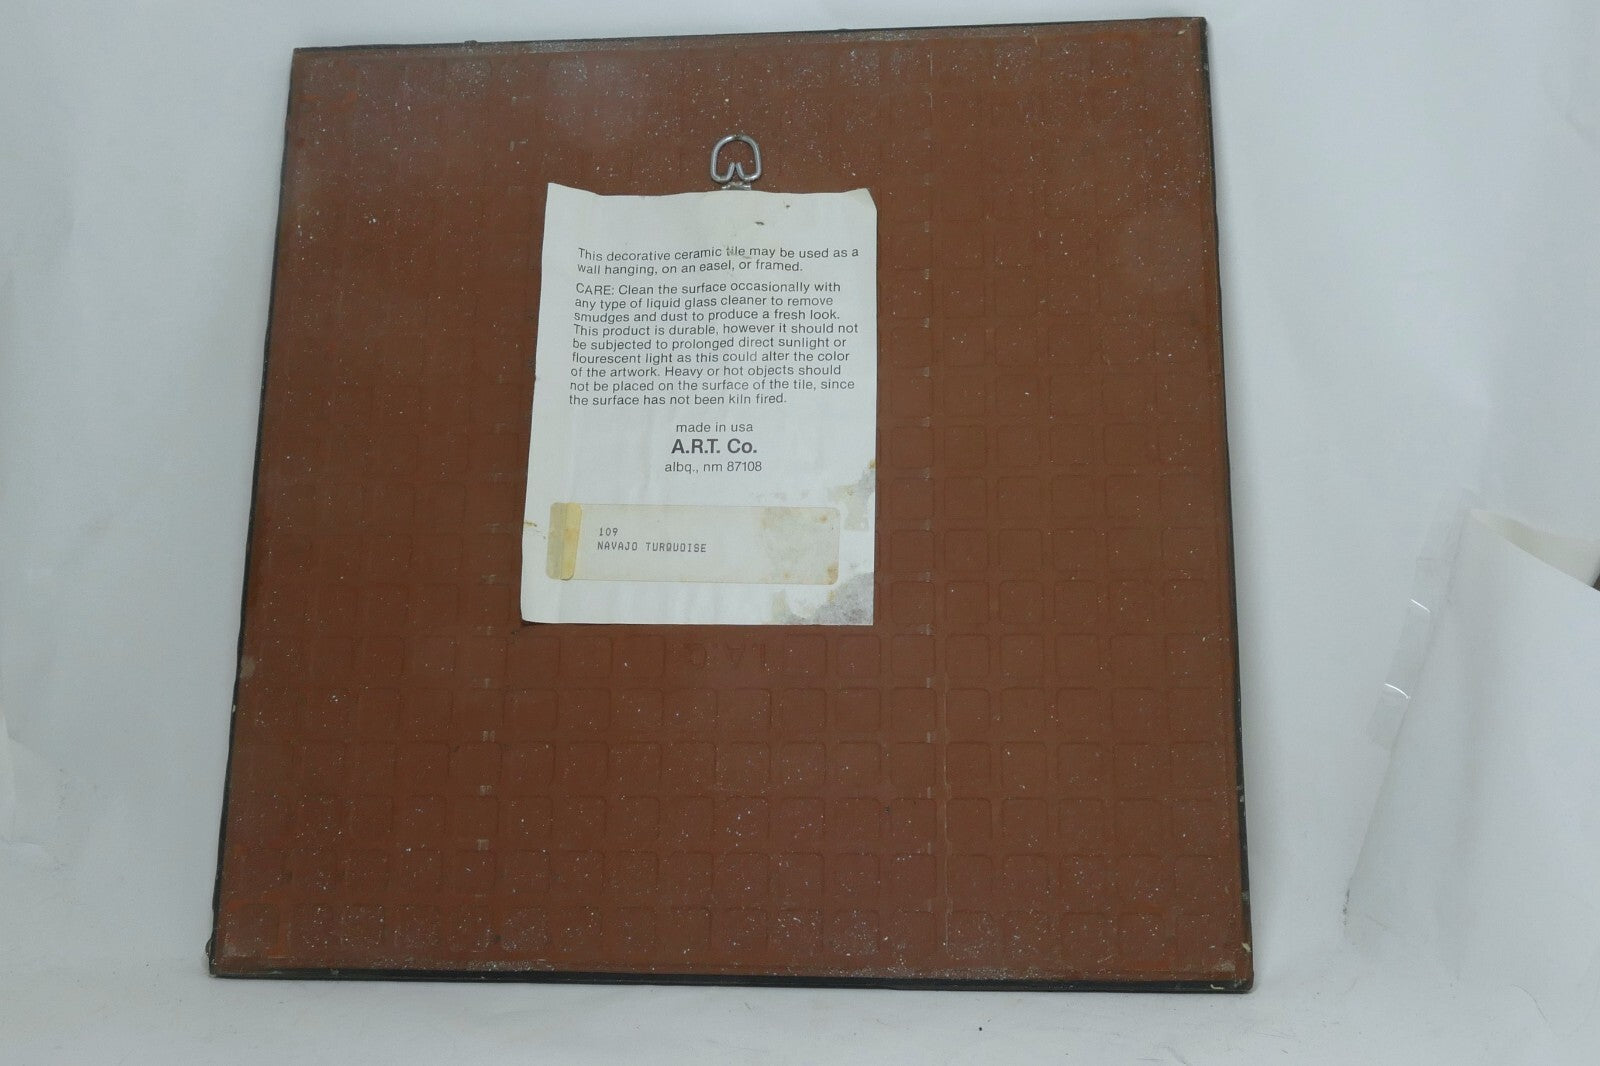 This decorative ceramic tile may be used as a
wall hanging, on an easel, or framed.
CARE: Clean the surface occasionally with
any type of liquid glass cleaner to remove
smudges and dust to produce a fresh look.
This product is durable, however it should not
be subjected to prolonged direct sunlight or
flourescent light as this could alter the color
of the artwork. Heavy or hot objects should
not be placed on the surface of the tile, since
the surface has not been kiln fired.
made in usa
A.R.T. Co.
albq., nm 87108
109
NAVAJO TURQUOISE